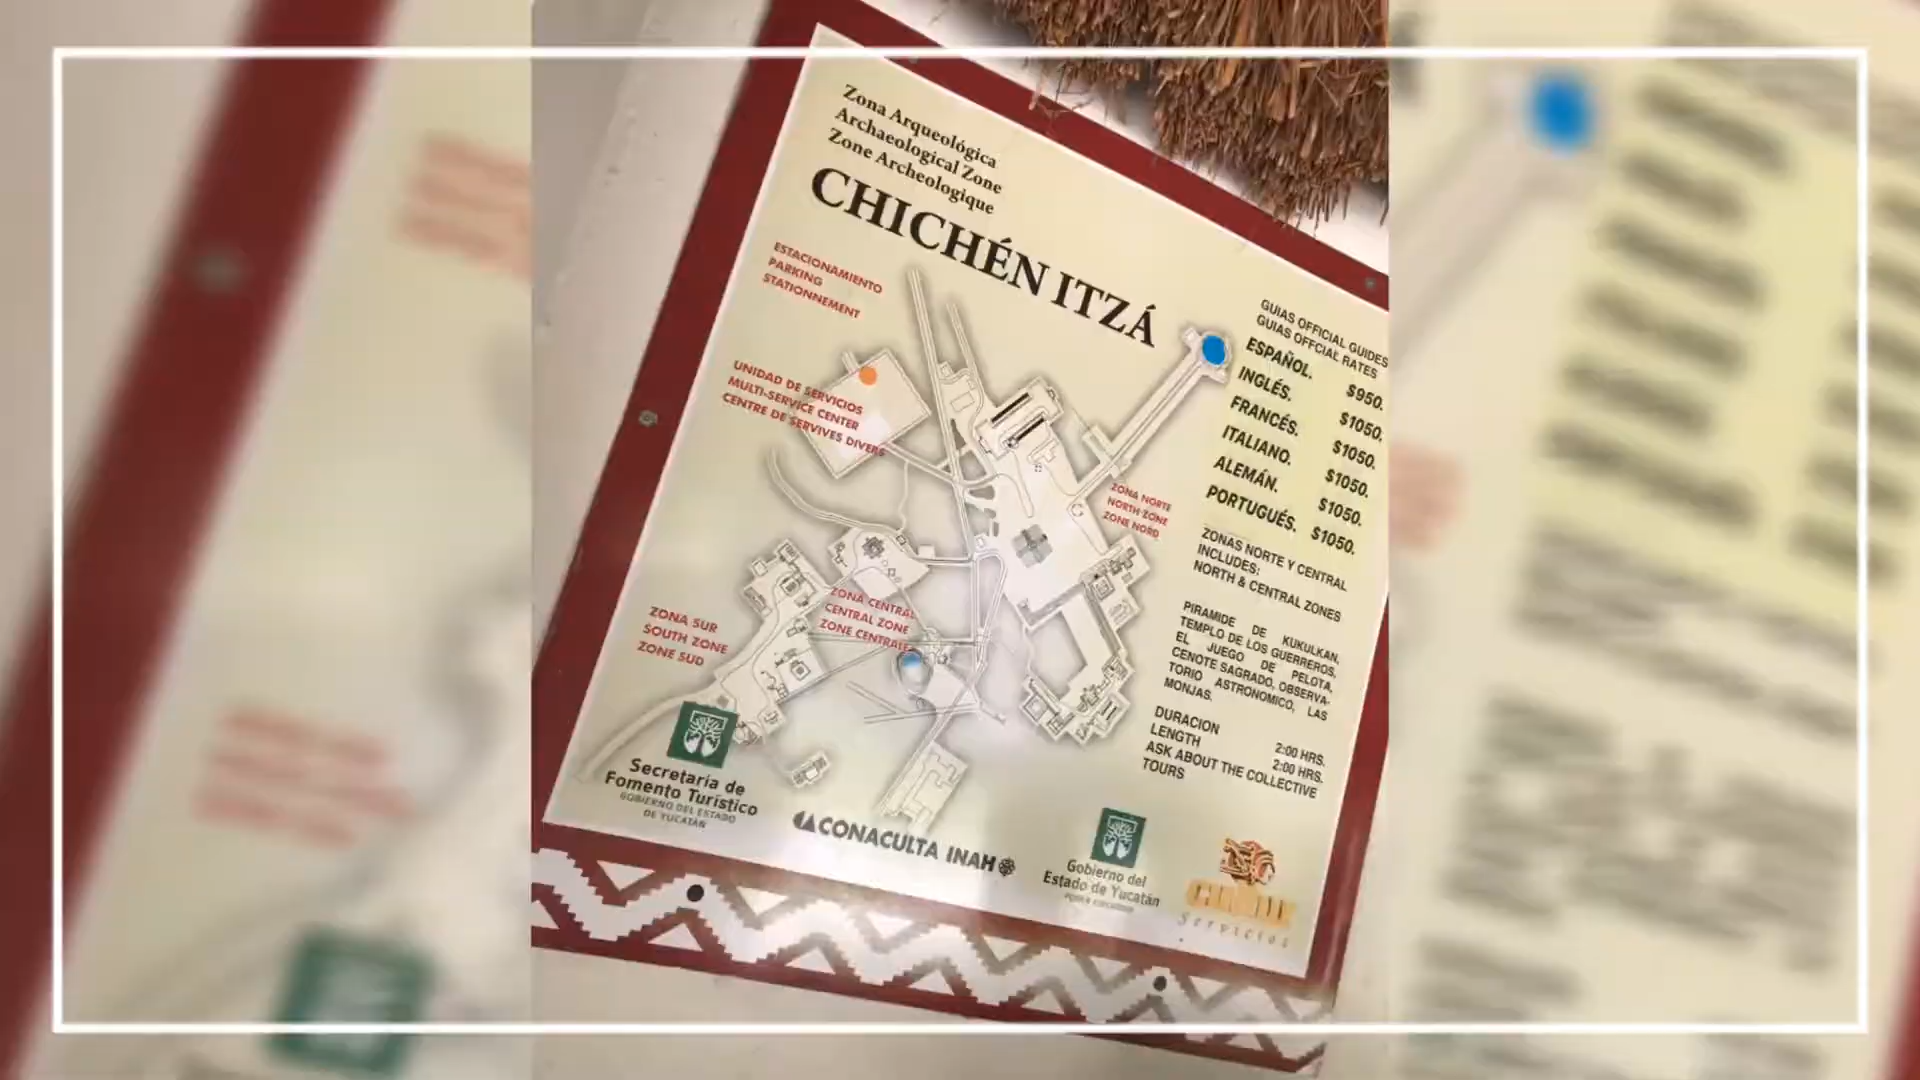 Zona Arqueológica
Archaeological Zone
Zone Archeologique
CHICHÉN ITZÁ
ESTACIONAMIENTO
PARKING
STATIONNEMENT
UNIDAD DE SERVICIOS
MULTI-SERVICE CENTER
CENTRE DE SERVIVES DIVERS
ZONA NORTE
NORTH ZONE
ZONE NORD
ZONA CENTRAL
CENTRAL ZONE
ZONE CENTRALE
ZONA SUR
SOUTH ZONE
ZONE SUD
GUIAS OFFICIAL GUIDES
GUIAS OFFCIAL RATES
ESPAÑOL. $950.
INGLÉS. $1050.
FRANCÉS. $1050.
ITALIANO. $1050.
ALEMÁN. $1050.
PORTUGUÉS. $1050.
ZONAS NORTE Y CENTRAL
INCLUDES:
NORTH & CENTRAL ZONES
PIRAMIDE DE KUKULKAN,
TEMPLO DE LOS GUERREROS,
EL JUEGO DE PELOTA,
CENOTE SAGRADO, OBSERVA-
TORIO ASTRONOMICO, LAS
MONJAS.
DURACION 2:00 HRS.
LENGTH 2:00 HRS.
ASK ABOUT THE COLLECTIVE
TOURS
Secretaría de
Fomento Turístico
GOBIERNO DEL ESTADO
DE YUCATÁN
CONACULTA INAH
Gobierno del
Estado de Yucatán
Servicios